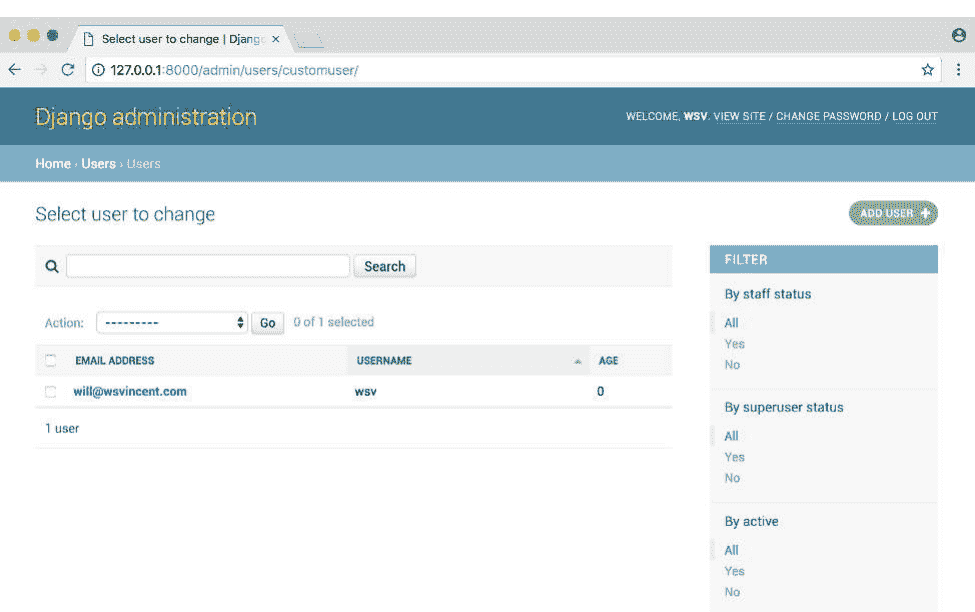 Select user to change | Djang
127.0.0.1:8000/admin/users/customuser/
Django administration
WELCOME, WSV. VIEW SITE / CHANGE PASSWORD / LOG OUT
Home › Users › Users
Select user to change
ADD USER +
Search
Action: --------- Go 0 of 1 selected
EMAIL ADDRESS USERNAME AGE
will@wsvincent.com wsv 0
1 user
FILTER
By staff status
All
Yes
No
By superuser status
All
Yes
No
By active
All
Yes
No